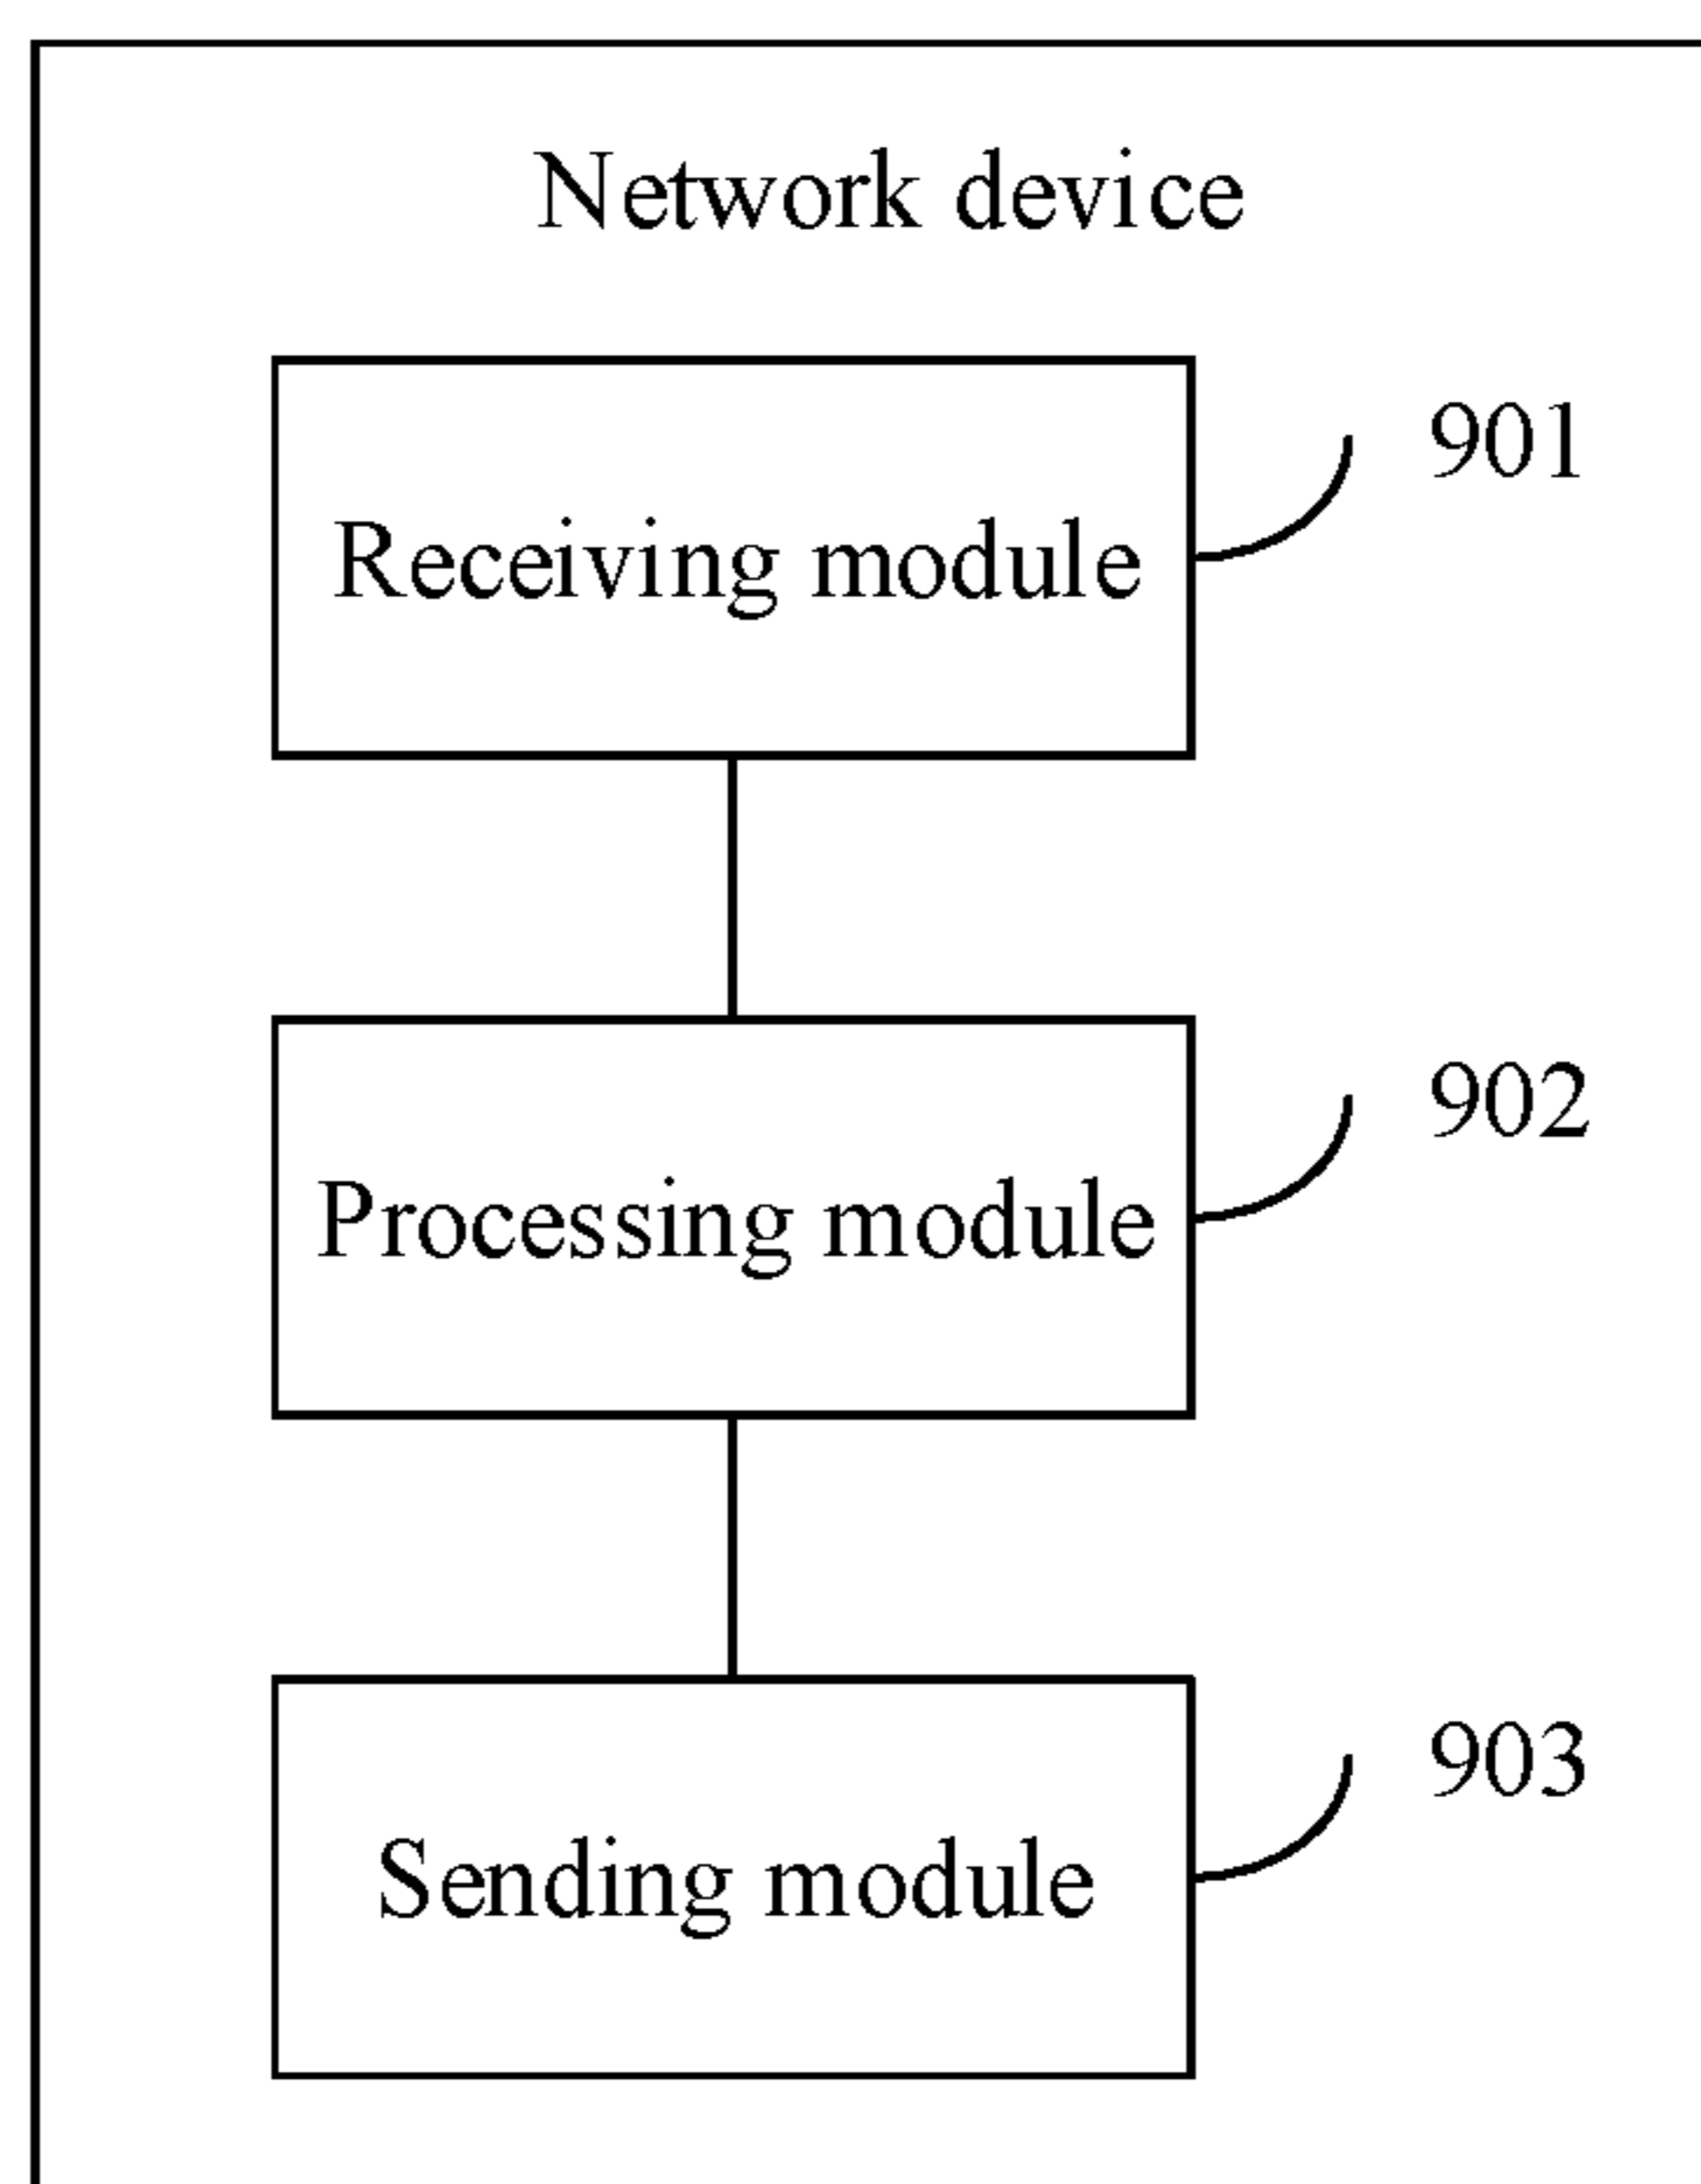 Network device
901
Receiving module
902
Processing module
903
Sending module